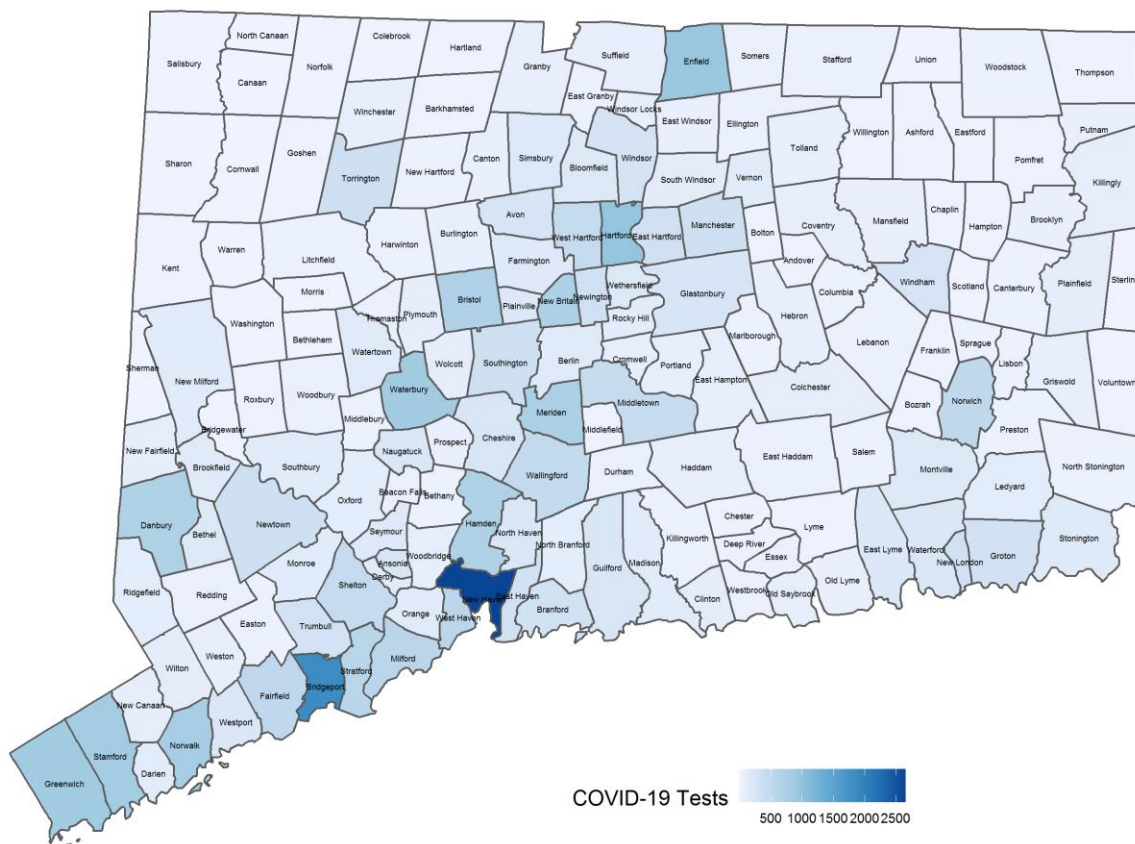 North Canaan
Colebrook
Hartland
Salisbury
Canaan
Norfolk
Granby
Suffield
Enfield
Somers
Stafford
Union
Woodstock
Thompson
Winchester
Barkhamsted
East Granby
Windsor Locks
East Windsor
Ellington
Willington
Ashford
Eastford
Putnam
Sharon
Cornwall
Goshen
Torrington
New Hartford
Canton
Simsbury
Bloomfield
Windsor
South Windsor
Vernon
Tolland
Pomfret
Killingly
Kent
Warren
Litchfield
Harwinton
Burlington
Avon
Farmington
West Hartford
Hartford
East Hartford
Manchester
Bolton
Coventry
Mansfield
Chaplin
Hampton
Brooklyn
Andover
Morris
Washington
Bethlehem
Thomaston
Plymouth
Bristol
Plainville
New Britain
Newington
Wethersfield
Rocky Hill
Glastonbury
Hebron
Columbia
Windham
Scotland
Canterbury
Plainfield
Sterlin
Sherman
New Milford
Roxbury
Woodbury
Watertown
Waterbury
Wolcott
Southington
Berlin
Cromwell
Portland
East Hampton
Marlborough
Colchester
Lebanon
Franklin
Sprague
Lisbon
Griswold
Voluntown
Bozrah
Norwich
Preston
New Fairfield
Bridgewater
Brookfield
Southbury
Middlebury
Naugatuck
Prospect
Cheshire
Meriden
Middlefield
Middletown
Wallingford
Durham
Haddam
East Haddam
Salem
Montville
Ledyard
North Stonington
Danbury
Bethel
Newtown
Oxford
Beacon Falls
Bethany
Hamden
North Haven
North Branford
Guilford
Madison
Killingworth
Chester
Deep River
Essex
Lyme
East Lyme
Waterford
New London
Groton
Stonington
Ridgefield
Redding
Monroe
Seymour
Ansonia
Derby
Woodbridge
New Haven
East Haven
Branford
Clinton
Westbrook
Old Saybrook
Old Lyme
Easton
Trumbull
Shelton
Orange
West Haven
Milford
Stratford
Bridgeport
Fairfield
Weston
Wilton
New Canaan
Westport
Norwalk
Darien
Stamford
Greenwich
COVID-19 Tests
500 1000 1500 2000 2500